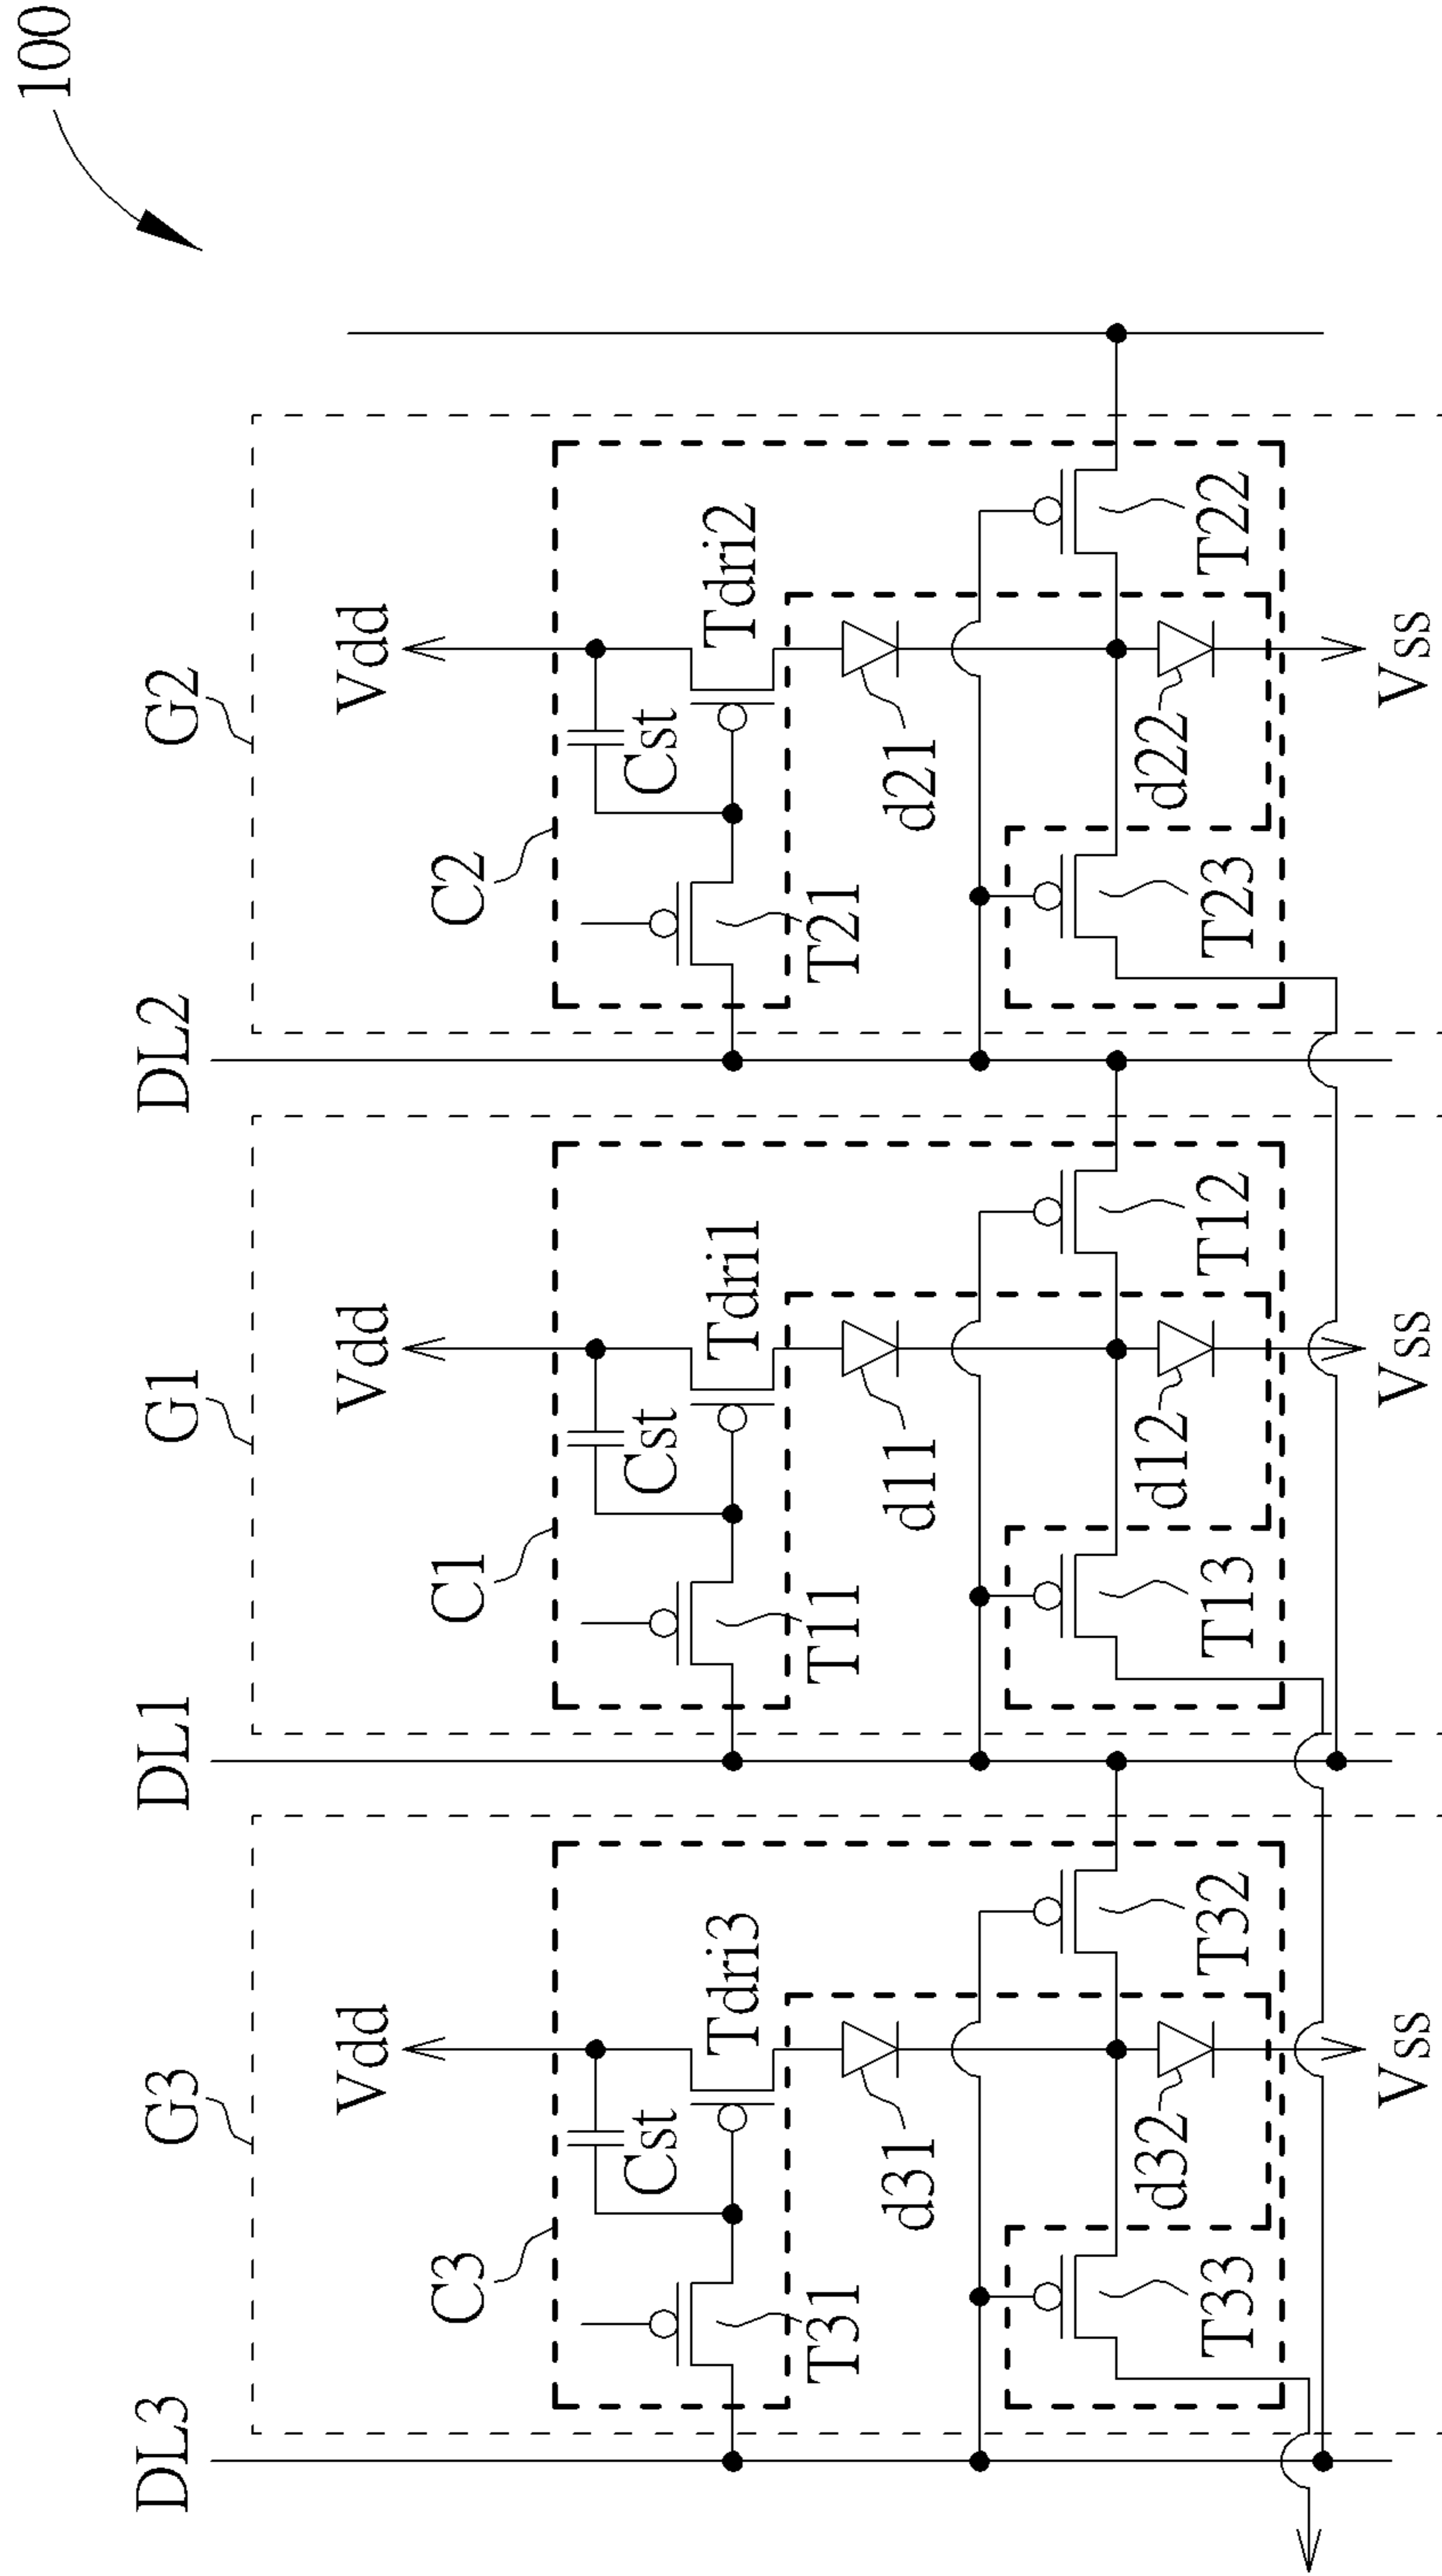 100
G3
G1
G2
DL3
DL1
DL2
Vdd
Vdd
Vdd
C3
C1
C2
Cst
Cst
Cst
Tdri3
Tdri1
Tdri2
T31
T11
T21
d31
d11
d21
d32
d12
d22
T33
T32
T13
T12
T23
T22
Vss
Vss
Vss